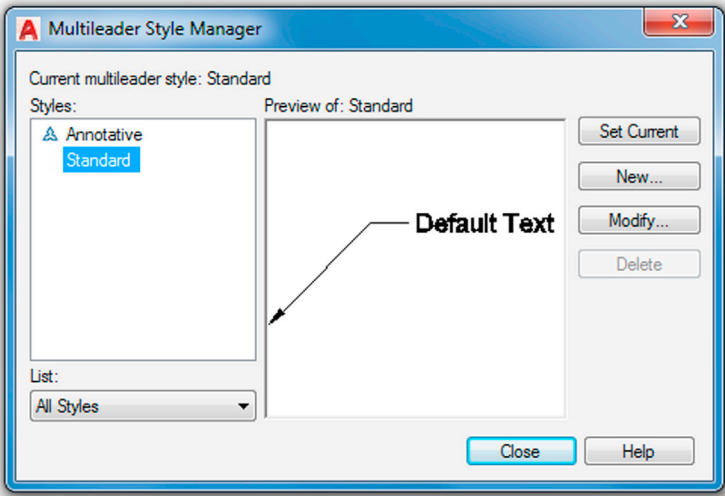 Multileader Style Manager
Current multileader style: Standard
Styles:
Preview of: Standard
Annotative
Standard
Default Text
Set Current
New...
Modify...
Delete
List:
All Styles
Close
Help